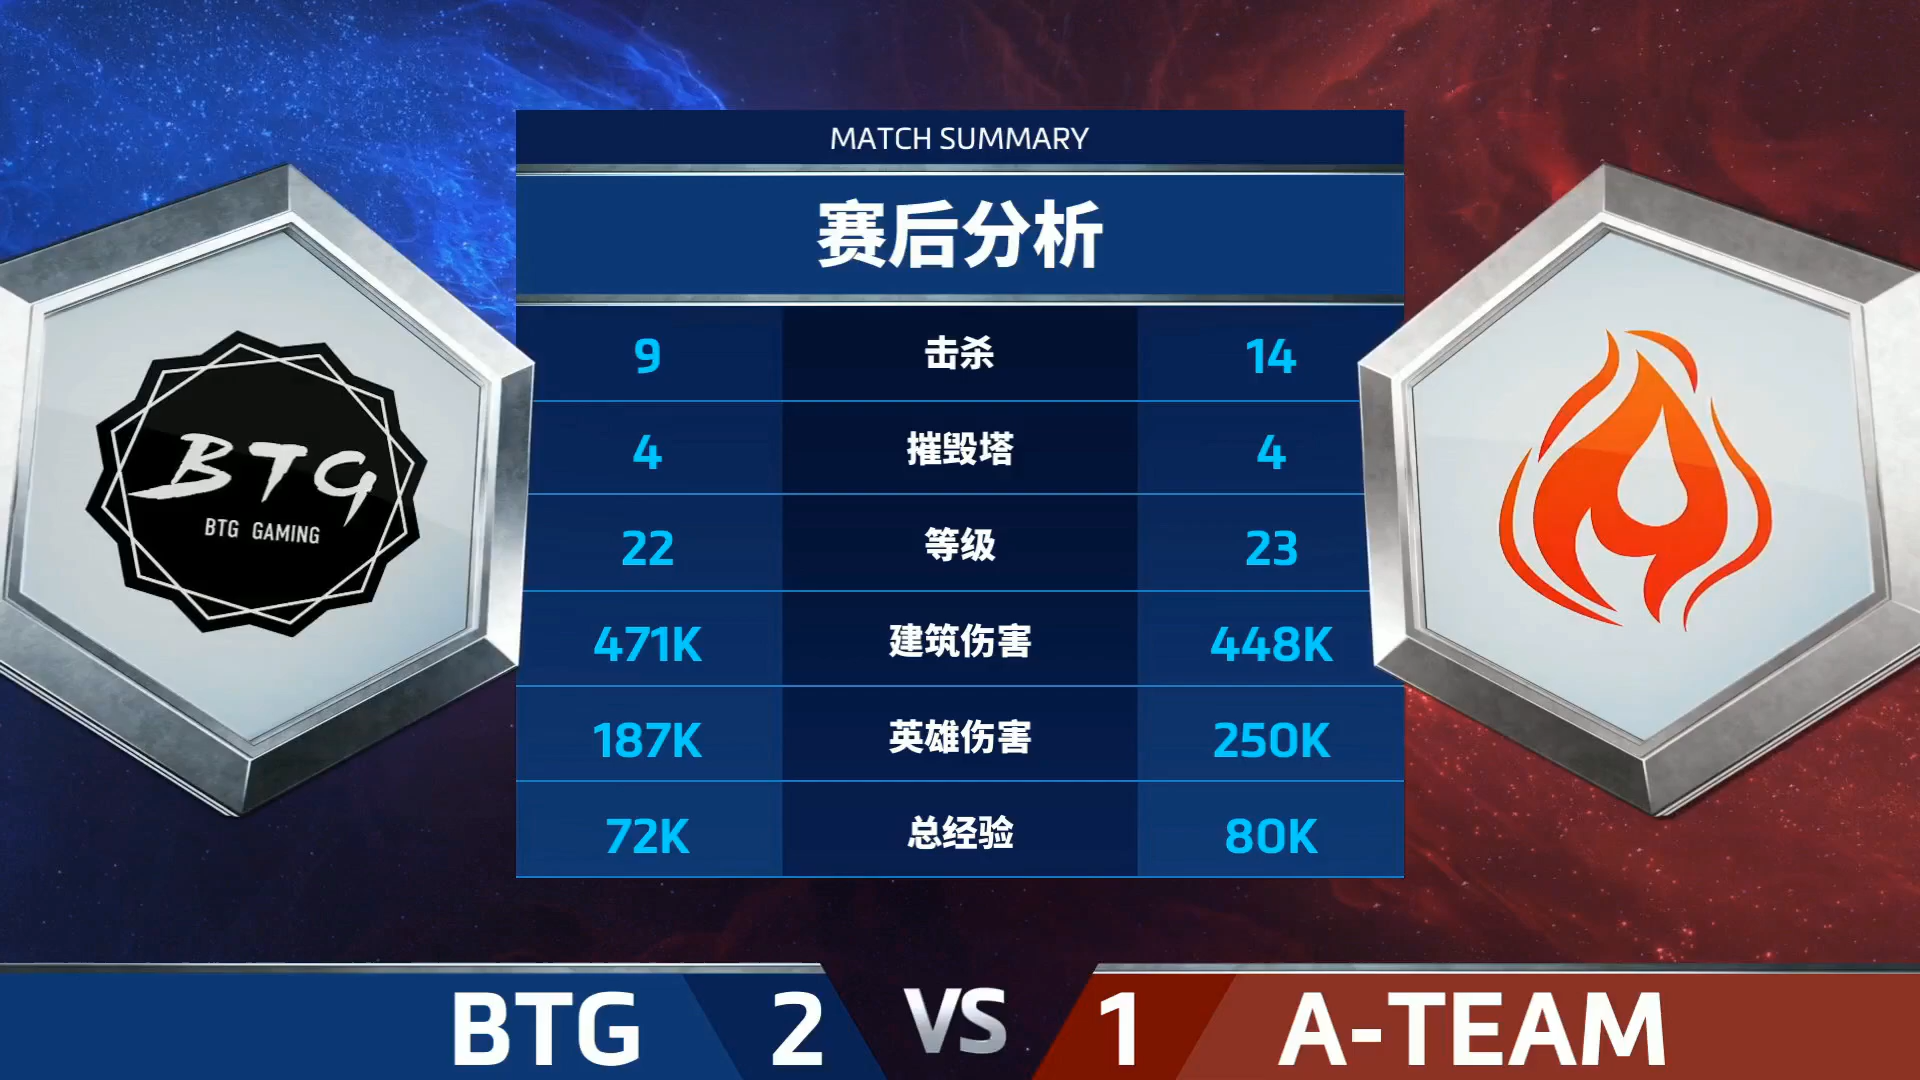 MATCH SUMMARY
赛后分析
9 击杀 14
4 摧毁塔 4
22 等级 23
471K 建筑伤害 448K
187K 英雄伤害 250K
72K 总经验 80K
BTG
BTG GAMING
BTG 2 VS 1 A-TEAM